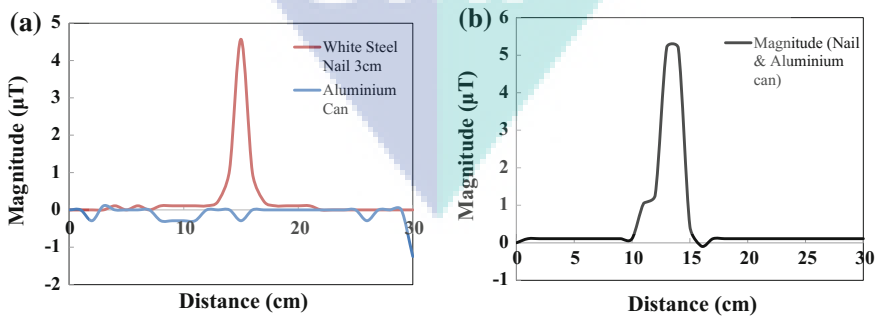 (a)
5
4
3
2
1
0
-1
-2
0
10
20
30
Magnitude (µT)
Distance (cm)
White Steel
Nail 3cm
Aluminium
Can
(b)
6
5
4
3
2
1
0
-1
0
5
10
15
20
25
30
Magnitude (µT)
Distance (cm)
Magnitude (Nail
& Aluminium
can)